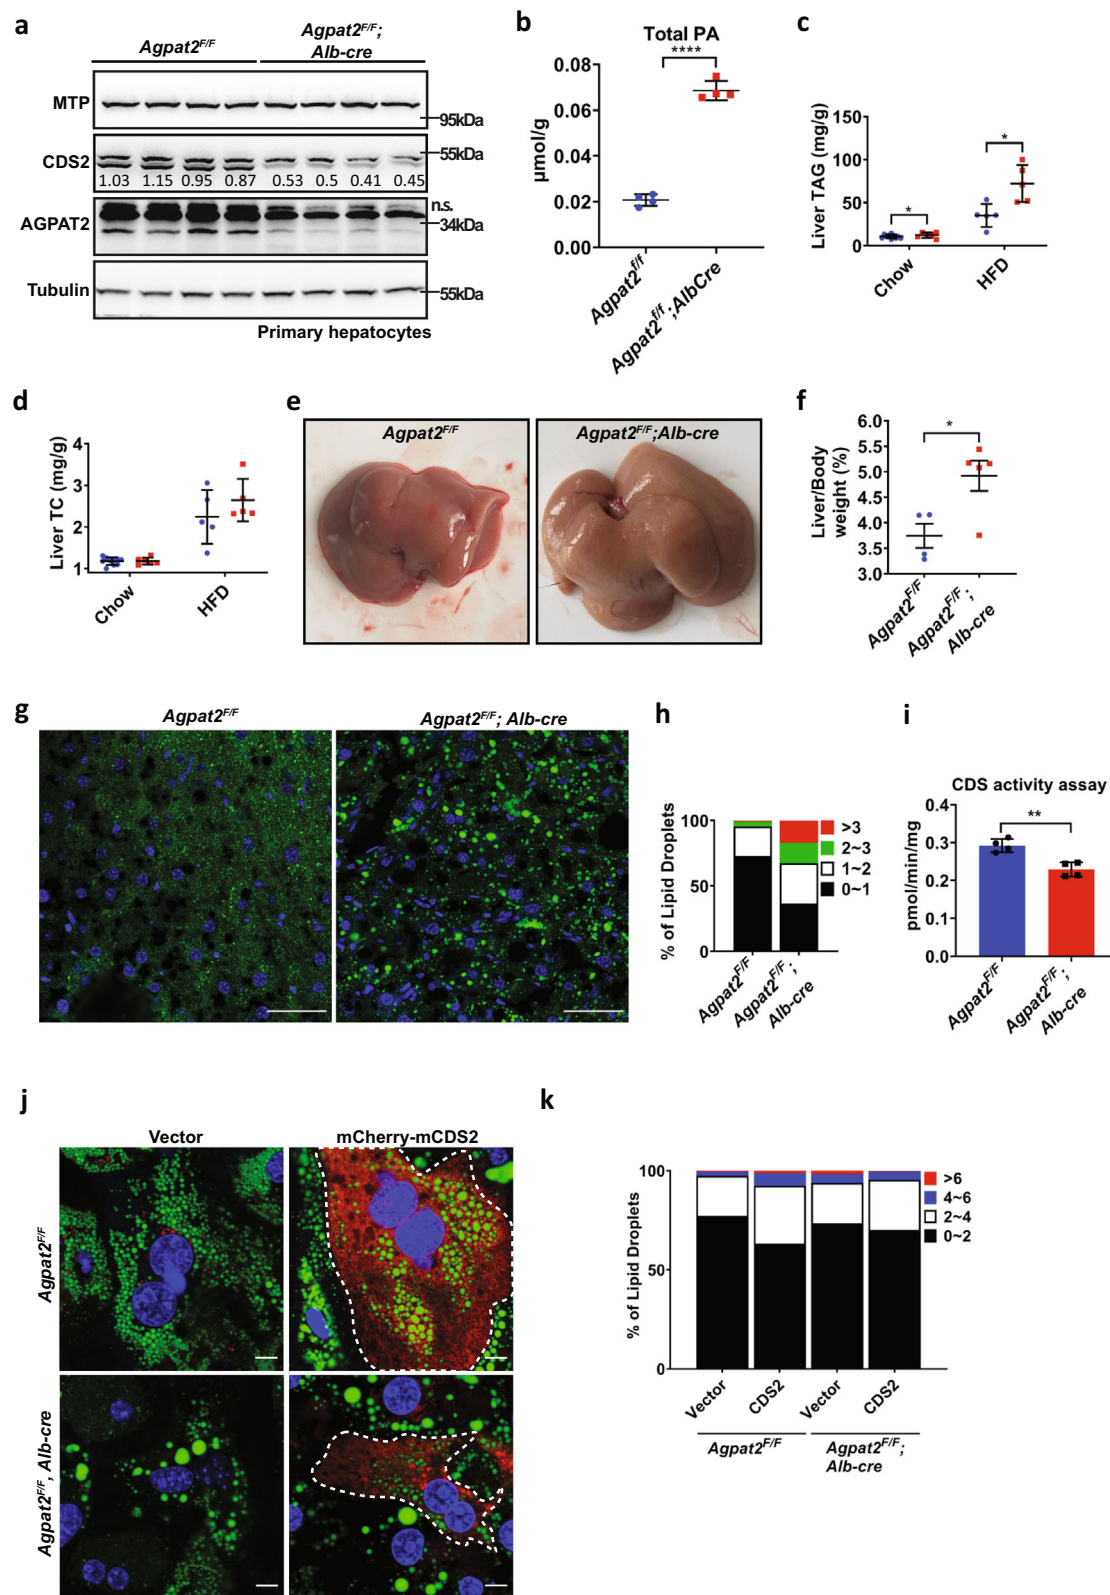 a
Agpat2F/F
Agpat2F/F;
Alb-cre
MTP
95kDa
CDS2
55kDa
1.03 1.15 0.95 0.87 0.53 0.5 0.41 0.45
n.s.
AGPAT2
34kDa
Tubulin
55kDa
Primary hepatocytes
b
Total PA
****
0.08
0.06
0.04
0.02
0.00
µmol/g
Agpat2f/f
Agpat2f/f;AlbCre
c
150
100
50
0
Liver TAG (mg/g)
*
*
Chow
HFD
d
4
3
2
1
Liver TC (mg/g)
Chow
HFD
e
Agpat2F/F
Agpat2F/F;Alb-cre
f
6.0
5.5
5.0
4.5
4.0
3.5
3.0
Liver/Body
weight (%)
*
Agpat2F/F
Agpat2F/F;
Alb-cre
g
Agpat2F/F
Agpat2F/F; Alb-cre
h
100
50
0
% of Lipid Droplets
>3
2~3
1~2
0~1
Agpat2F/F
Agpat2F/F;
Alb-cre
i
CDS activity assay
0.4
0.3
0.2
0.1
0.0
pmol/min/mg
**
Agpat2F/F
Agpat2F/F;
Alb-cre
j
Vector
mCherry-mCDS2
Agpat2F/F
Agpat2F/F, Alb-cre
k
100
50
0
% of Lipid Droplets
>6
4~6
2~4
0~2
Vector
CDS2
Vector
CDS2
Agpat2F/F
Agpat2F/F;
Alb-cre